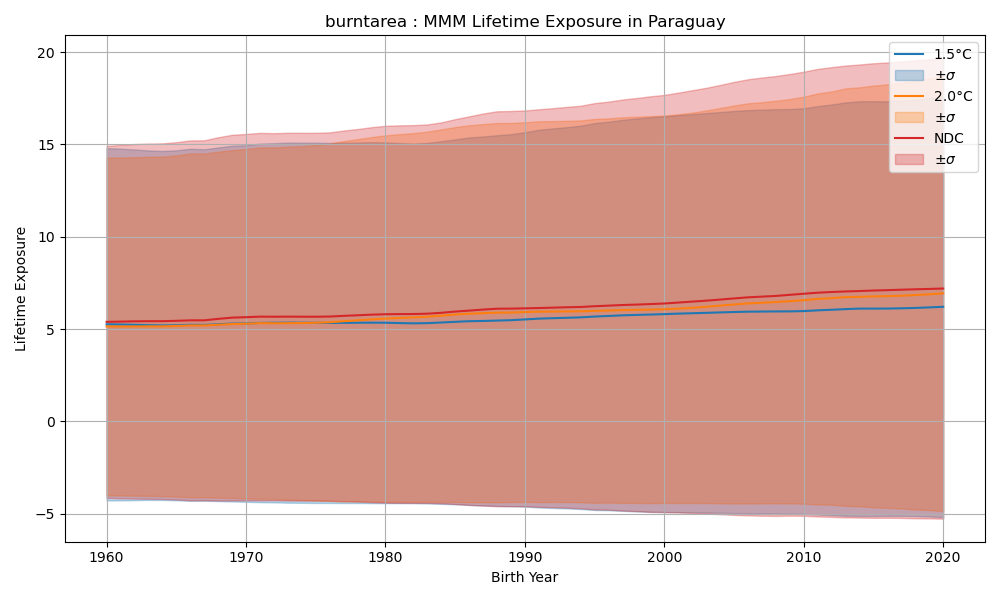 burntarea : MMM Lifetime Exposure in Paraguay
20
15
10
5
0
−5
Lifetime Exposure
1.5°C
±σ
2.0°C
±σ
NDC
±σ
1960
1970
1980
1990
2000
2010
2020
Birth Year